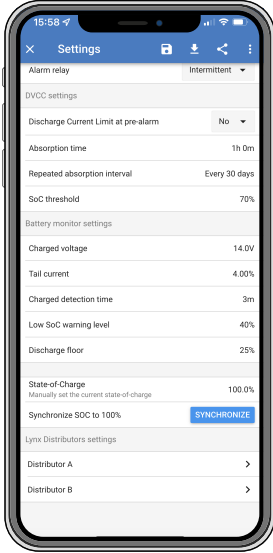 15:58
Settings
Alarm relay Intermittent
DVCC settings
Discharge Current Limit at pre-alarm No
Absorption time 1h 0m
Repeated absorption interval Every 30 days
SoC threshold 70%
Battery monitor settings
Charged voltage 14.0V
Tail current 4.00%
Charged detection time 3m
Low SoC warning level 40%
Discharge floor 25%
State-of-Charge 100.0%
Manually set the current state-of-charge
Synchronize SOC to 100% SYNCHRONIZE
Lynx Distributors settings
Distributor A
Distributor B